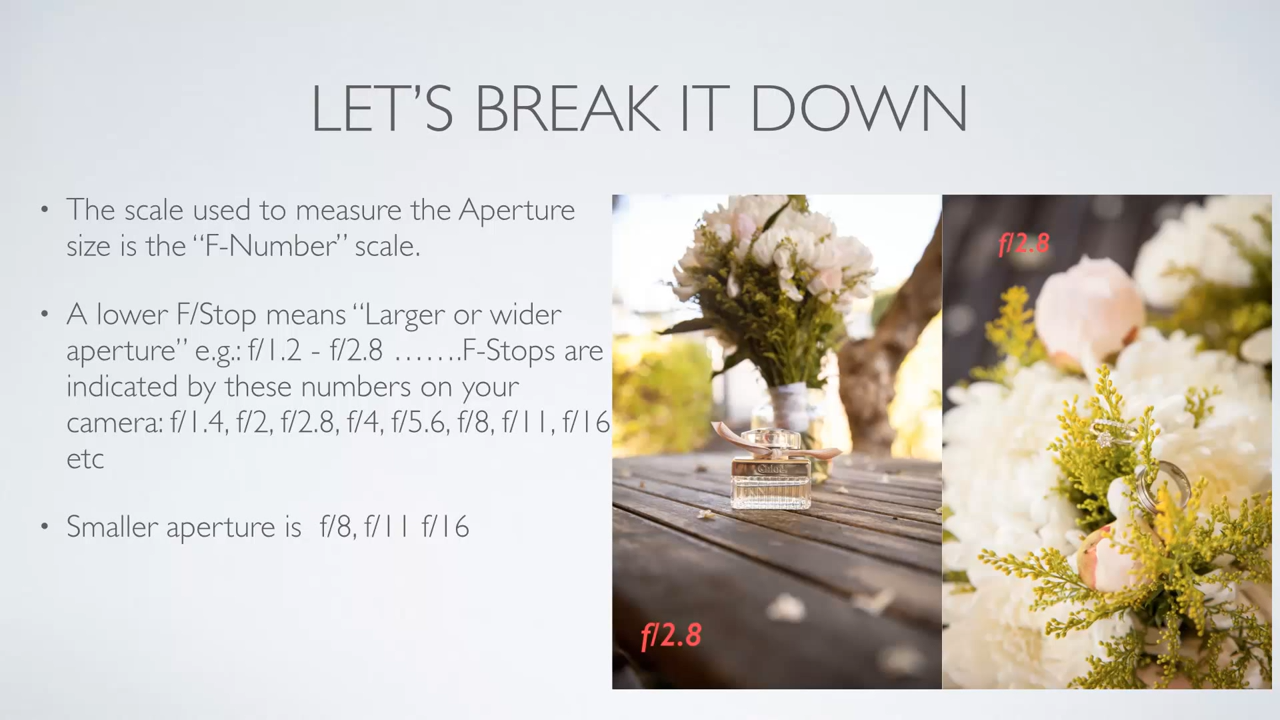 LET’S BREAK IT DOWN
• The scale used to measure the Aperture
size is the “F-Number” scale.
• A lower F/Stop means “Larger or wider
aperture” e.g.: f/1.2 - f/2.8 …….F-Stops are
indicated by these numbers on your
camera: f/1.4, f/2, f/2.8, f/4, f/5.6, f/8, f/11, f/16
etc
• Smaller aperture is f/8, f/11 f/16
f/2.8
Chloé
f/2.8